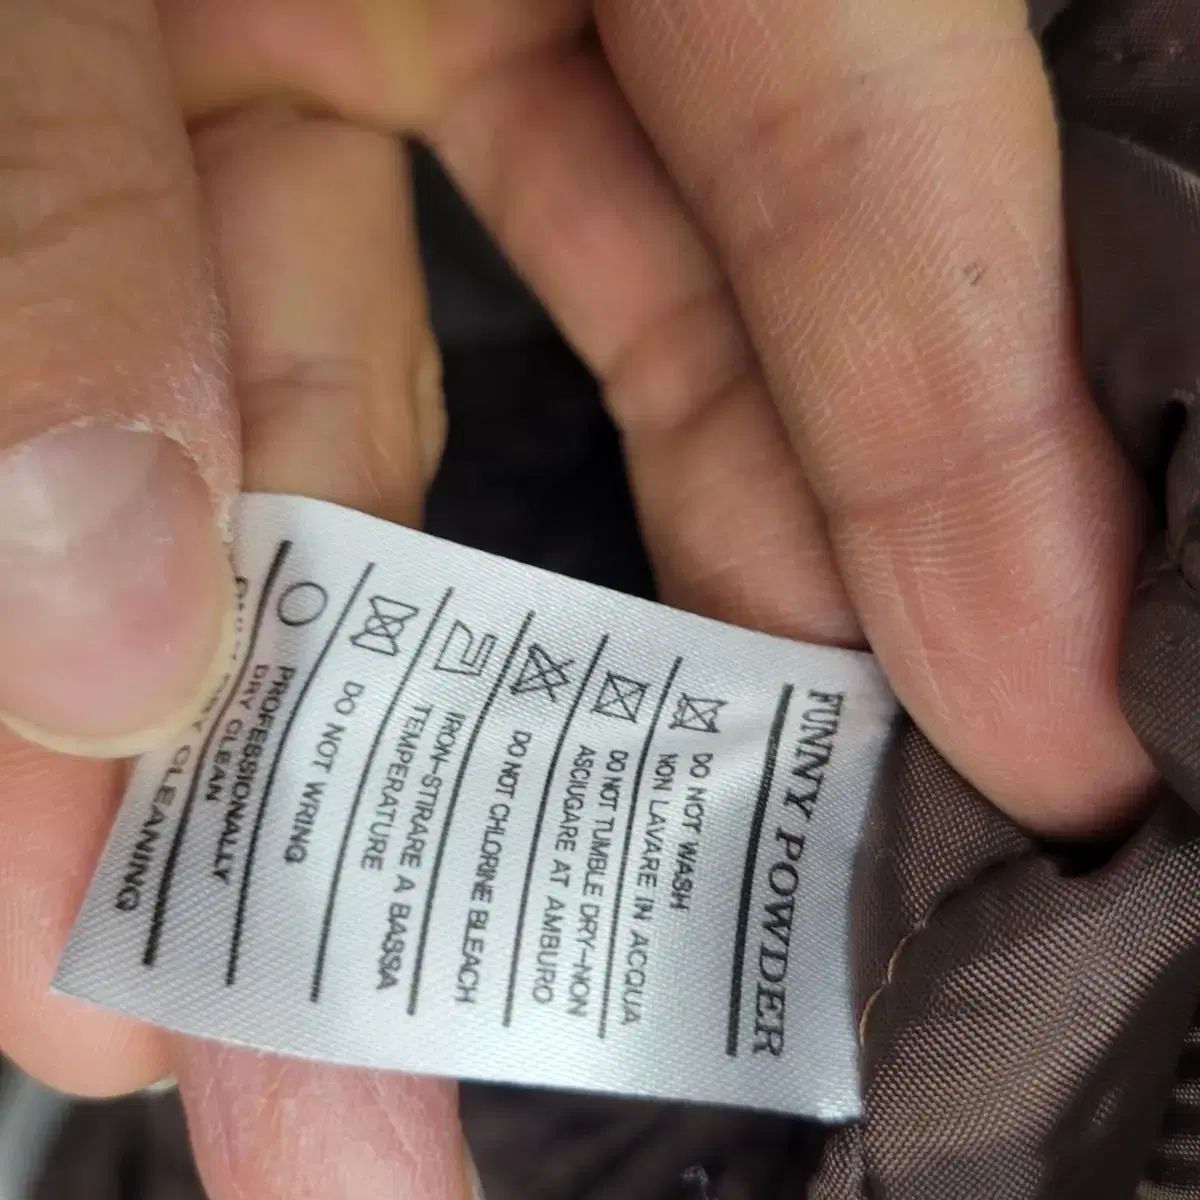 FUNNY POWDER
DO NOT WASH
NON LAVARE IN ACQUA
DO NOT TUMBLE DRY-NON
ASCIUGARE AT AMBURO
DO NOT CHLORINE BLEACH
IRON-STIRARE A BASSA
TEMPERATURE
DO NOT WRING
PROFESSIONALLY
DRY CLEAN
DRY CLEANING